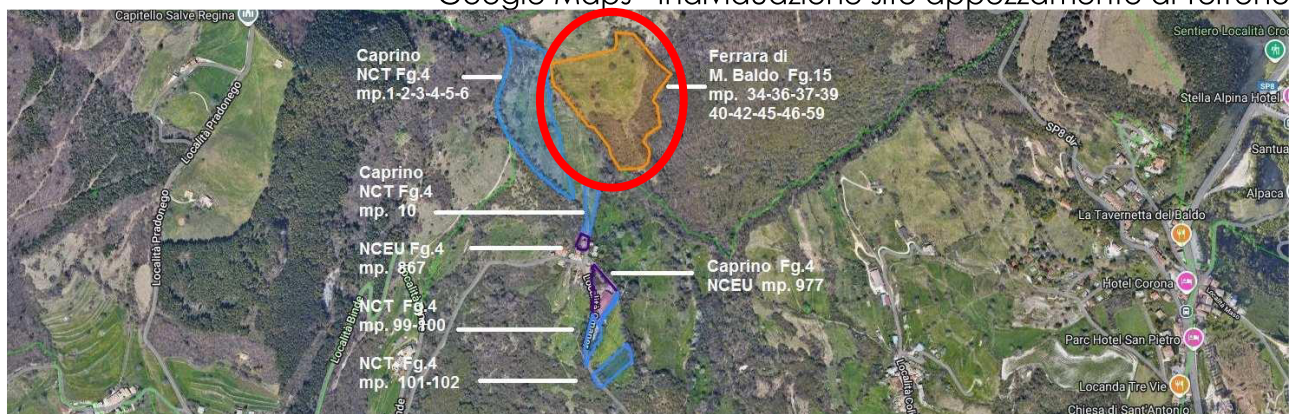 Google Maps - individuazione sito appezzamento di terreno
Capitello Salve Regina
Caprino
NCT Fg.4
mp.1-2-3-4-5-6
Ferrara di
M. Baldo Fg.15
mp. 34-36-37-39
40-42-45-46-59
Sentiero Località Croc
SP8
Stella Alpina Hotel
SP8 dir
Santua
Località Pradonego
Località Pradonego
Alpaca
Caprino
NCT Fg.4
mp. 10
La Tavernetta del Baldo
NCEU Fg.4
mp. 867
Caprino Fg.4
NCEU mp. 977
Hotel Corona
NCT Fg.4
mp. 99-100
Località Binde
Parc Hotel San Pietro
NCT Fg.4
mp. 101-102
Locanda Tre Vie
Chiesa di Sant'Antonio